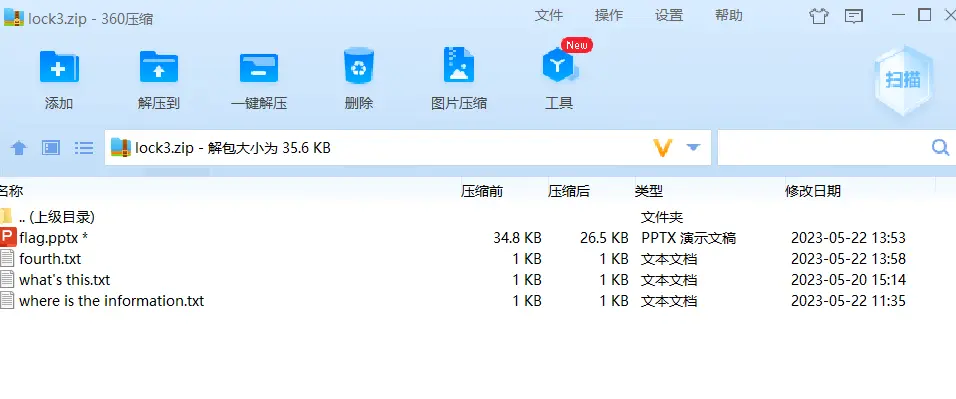 lock3.zip - 360压缩 文件 操作 设置 帮助
New
扫描
添加 解压到 一键解压 删除 图片压缩 工具
lock3.zip - 解包大小为 35.6 KB
名称 压缩前 压缩后 类型 修改日期
.. (上级目录) 文件夹
flag.pptx * 34.8 KB 26.5 KB PPTX 演示文稿 2023-05-22 13:53
fourth.txt 1 KB 1 KB 文本文档 2023-05-22 13:58
what's this.txt 1 KB 1 KB 文本文档 2023-05-20 15:14
where is the information.txt 1 KB 1 KB 文本文档 2023-05-22 11:35